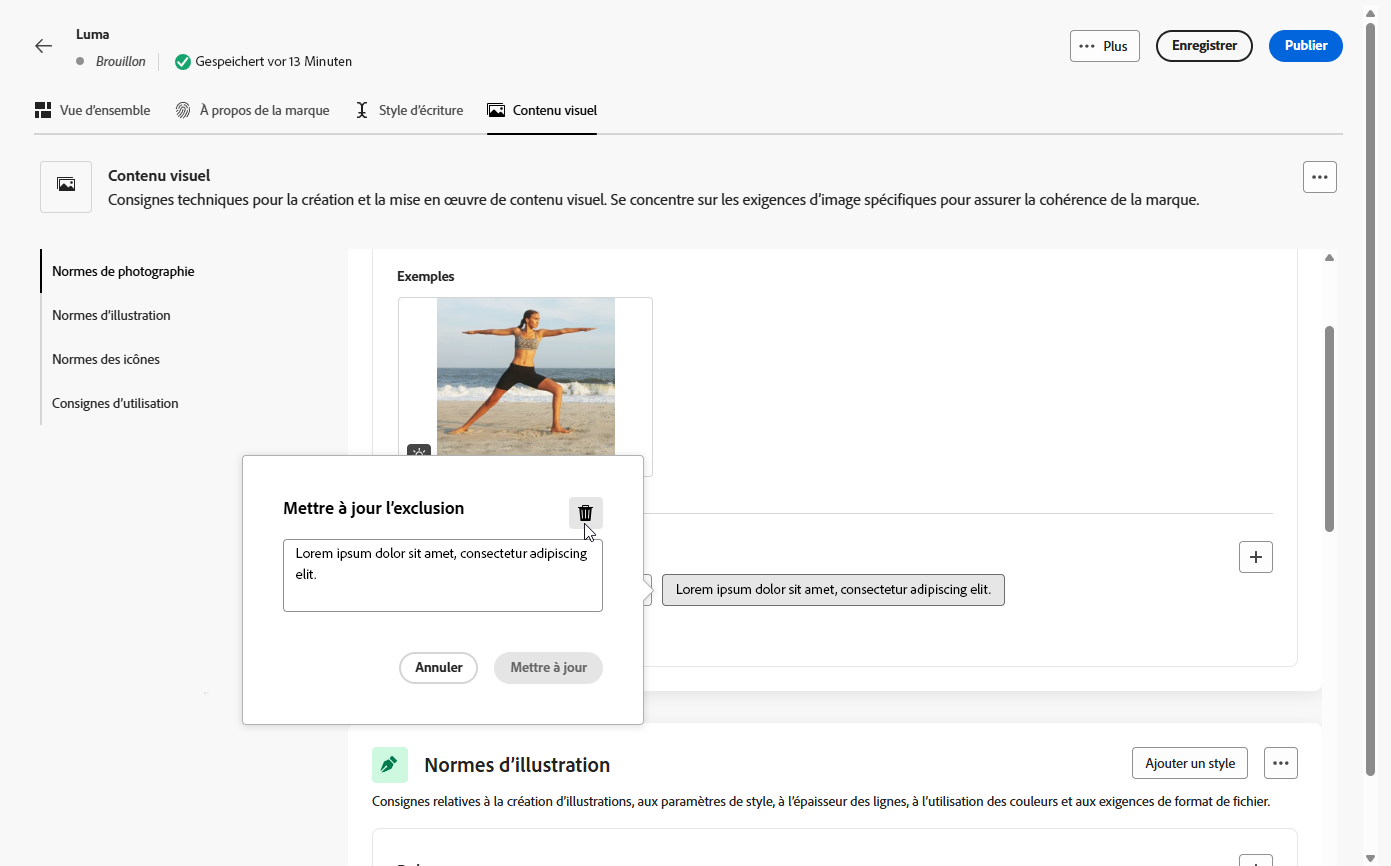 Luma
Brouillon
Gespeichert vor 13 Minuten
Plus
Enregistrer
Publier
Vue d’ensemble
À propos de la marque
Style d’écriture
Contenu visuel
Contenu visuel
Consignes techniques pour la création et la mise en œuvre de contenu visuel. Se concentre sur les exigences d’image spécifiques pour assurer la cohérence de la marque.
Normes de photographie
Normes d’illustration
Normes des icônes
Consignes d’utilisation
Exemples
Mettre à jour l’exclusion
Lorem ipsum dolor sit amet, consectetur adipiscing
elit.
Annuler
Mettre à jour
Lorem ipsum dolor sit amet, consectetur adipiscing elit.
Normes d’illustration
Ajouter un style
Consignes relatives à la création d’illustrations, aux paramètres de style, à l’épaisseur des lignes, à l’utilisation des couleurs et aux exigences de format de fichier.